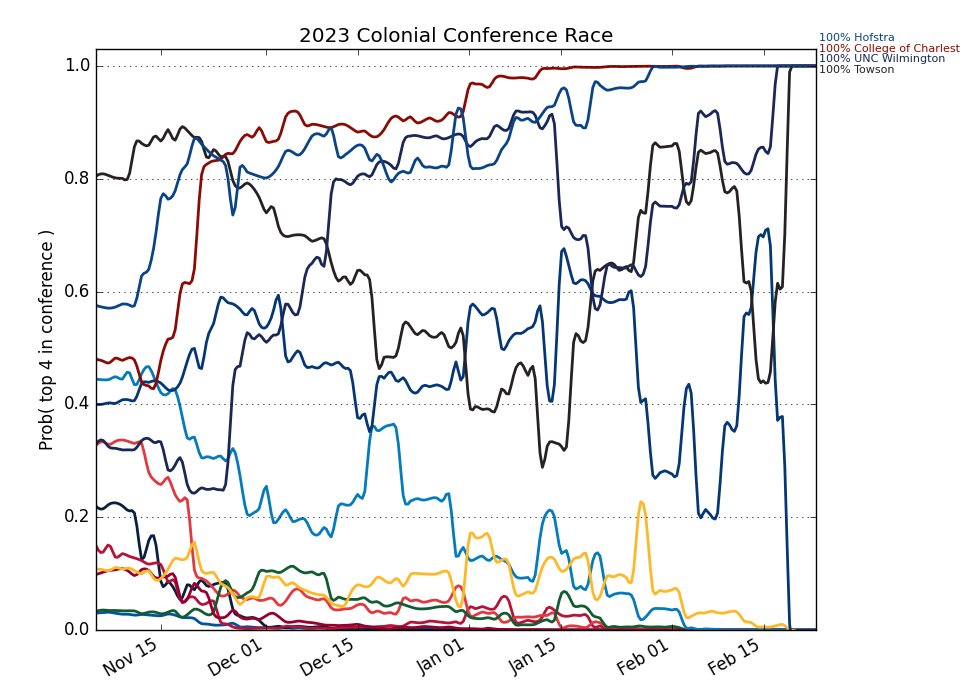 2023 Colonial Conference Race
100% Hofstra
100% College of Charlest
100% UNC Wilmington
100% Towson
Prob( top 4 in conference )
1.0
0.8
0.6
0.4
0.2
0.0
Nov 15
Dec 01
Dec 15
Jan 01
Jan 15
Feb 01
Feb 15